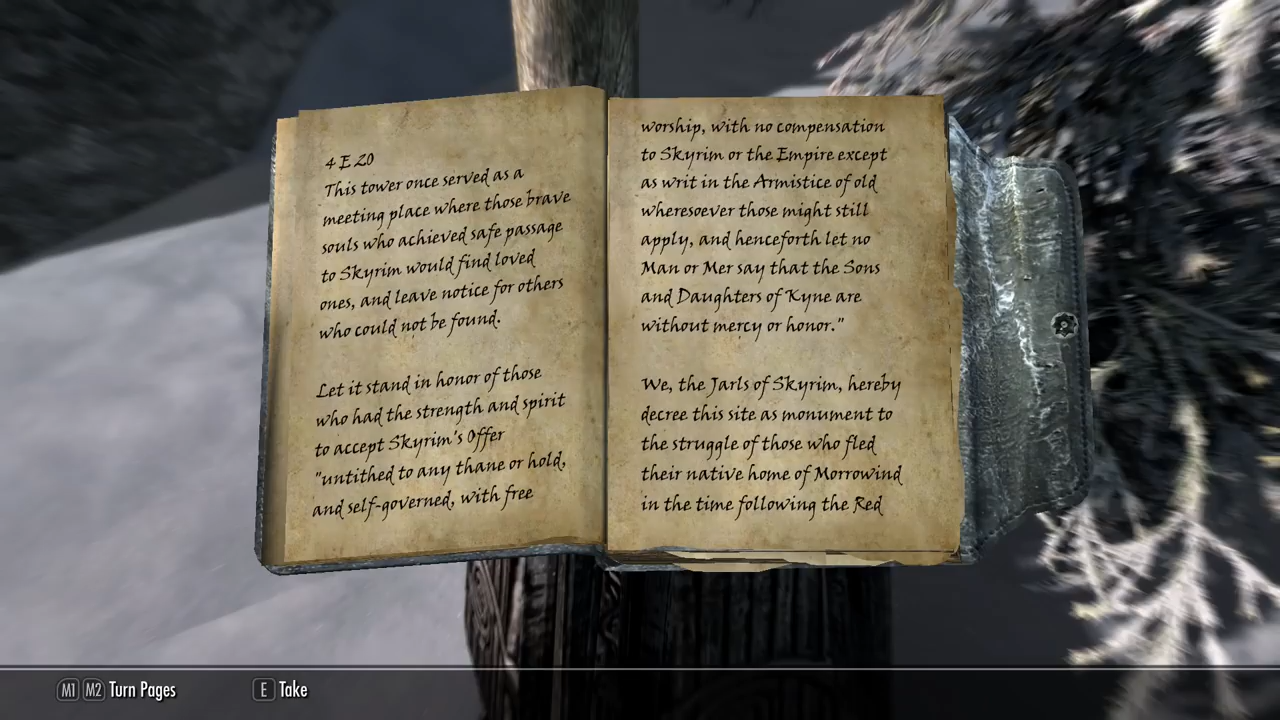 4 E 20
This tower once served as a
meeting place where those brave
souls who achieved safe passage
to Skyrim would find loved
ones, and leave notice for others
who could not be found.
Let it stand in honor of those
who had the strength and spirit
to accept Skyrim's Offer
"untithed to any thane or hold,
and self-governed, with free
worship, with no compensation
to Skyrim or the Empire except
as writ in the Armistice of old
wheresoever those might still
apply, and henceforth let no
Man or Mer say that the Sons
and Daughters of Kyne are
without mercy or honor."
We, the Jarls of Skyrim, hereby
decree this site as monument to
the struggle of those who fled
their native home of Morrowind
in the time following the Red
M1 M2 Turn Pages
E Take